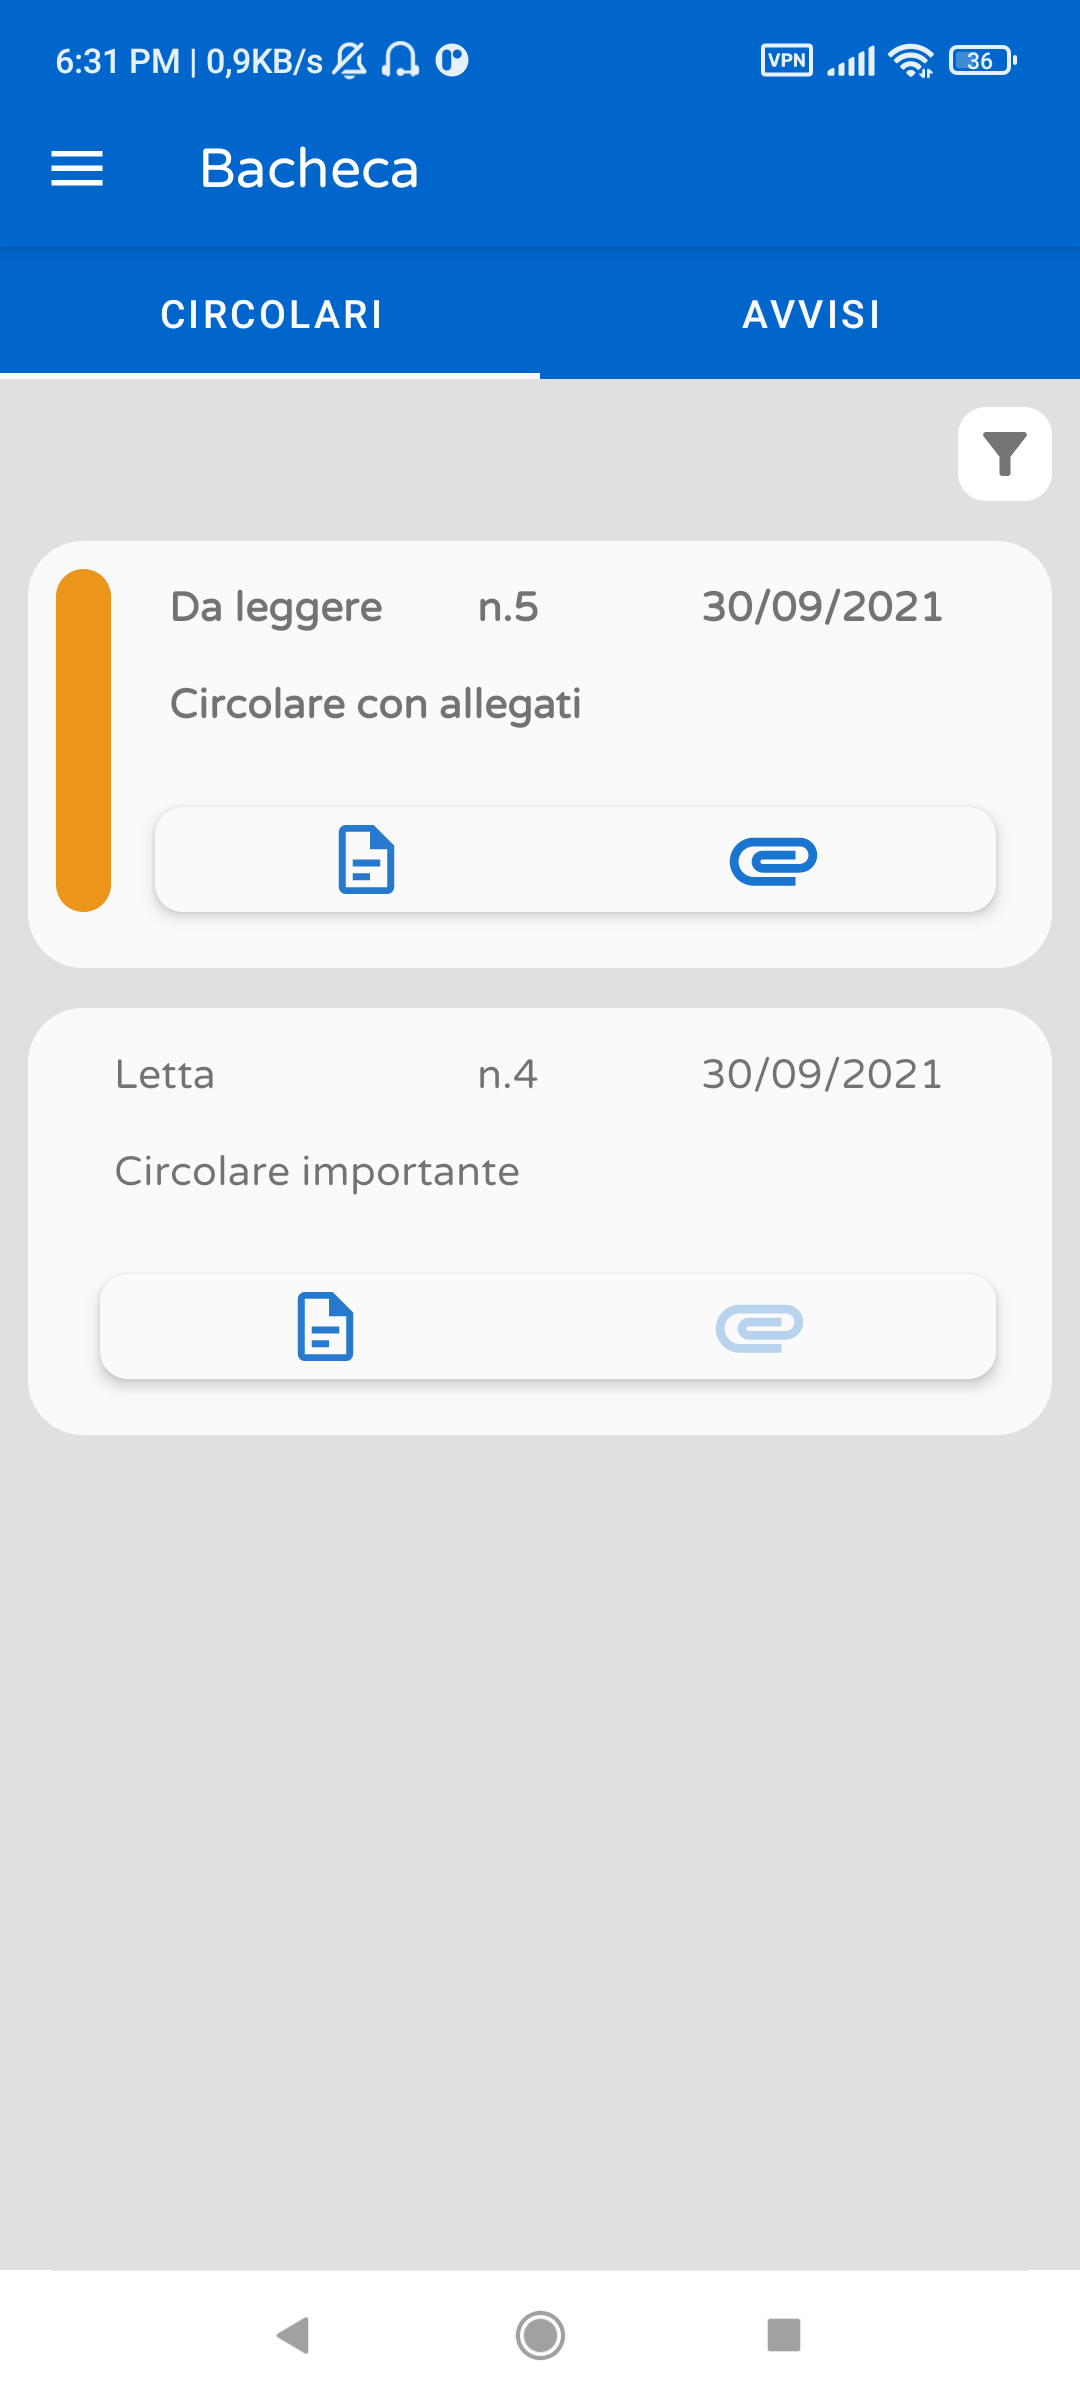 6:31 PM | 0,9KB/s VPN 36
Bacheca
CIRCOLARI AVVISI
Da leggere n.5 30/09/2021
Circolare con allegati
Letta n.4 30/09/2021
Circolare importante